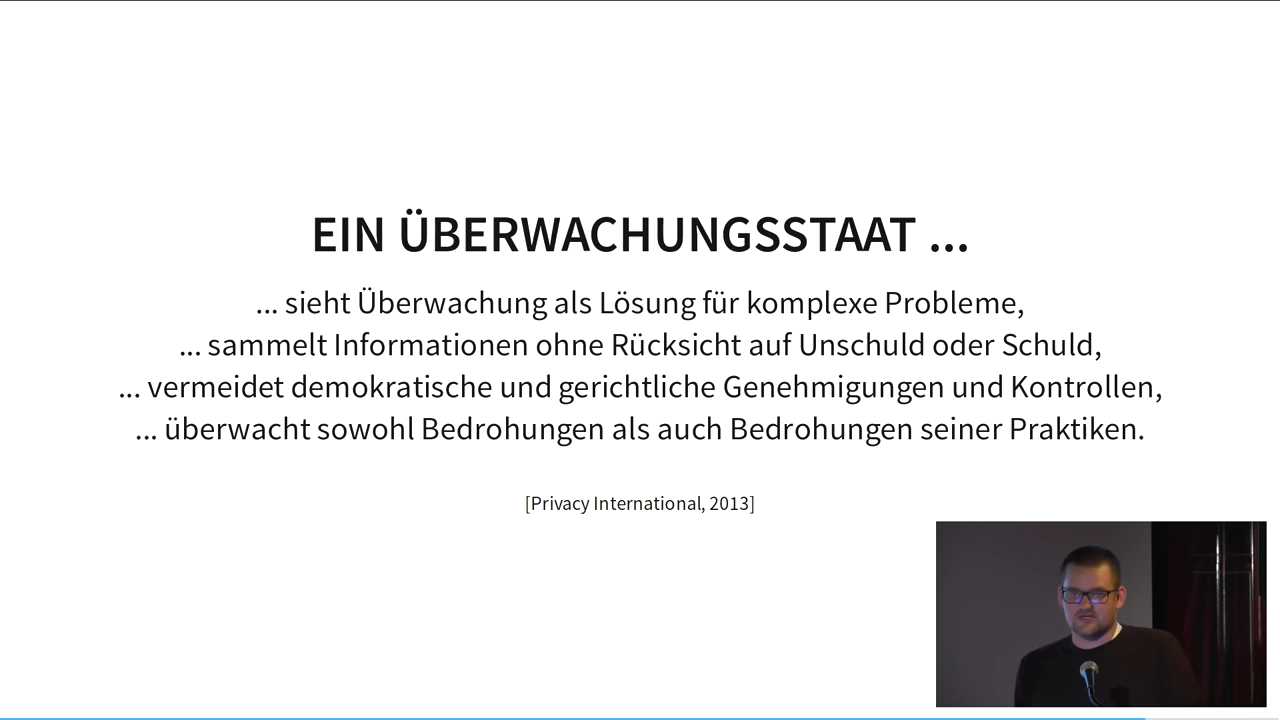 EIN ÜBERWACHUNGSSTAAT ...
... sieht Überwachung als Lösung für komplexe Probleme,
... sammelt Informationen ohne Rücksicht auf Unschuld oder Schuld,
... vermeidet demokratische und gerichtliche Genehmigungen und Kontrollen,
... überwacht sowohl Bedrohungen als auch Bedrohungen seiner Praktiken.
[Privacy International, 2013]